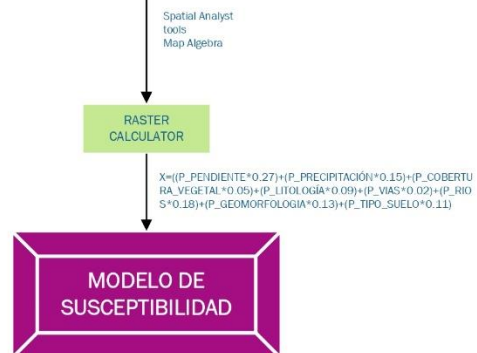 Spatial Analyst
tools
Map Algebra
RASTER
CALCULATOR
X=((P_PENDIENTE*0.27)+(P_PRECIPITACIÓN*0.15)+(P_COBERTU
RA_VEGETAL*0.05)+(P_LITOLOGÍA*0.09)+(P_VIAS*0.02)+(P_RIO
S*0.18)+(P_GEOMORFOLOGIA*0.13)+(P_TIPO_SUELO*0.11)
MODELO DE
SUSCEPTIBILIDAD